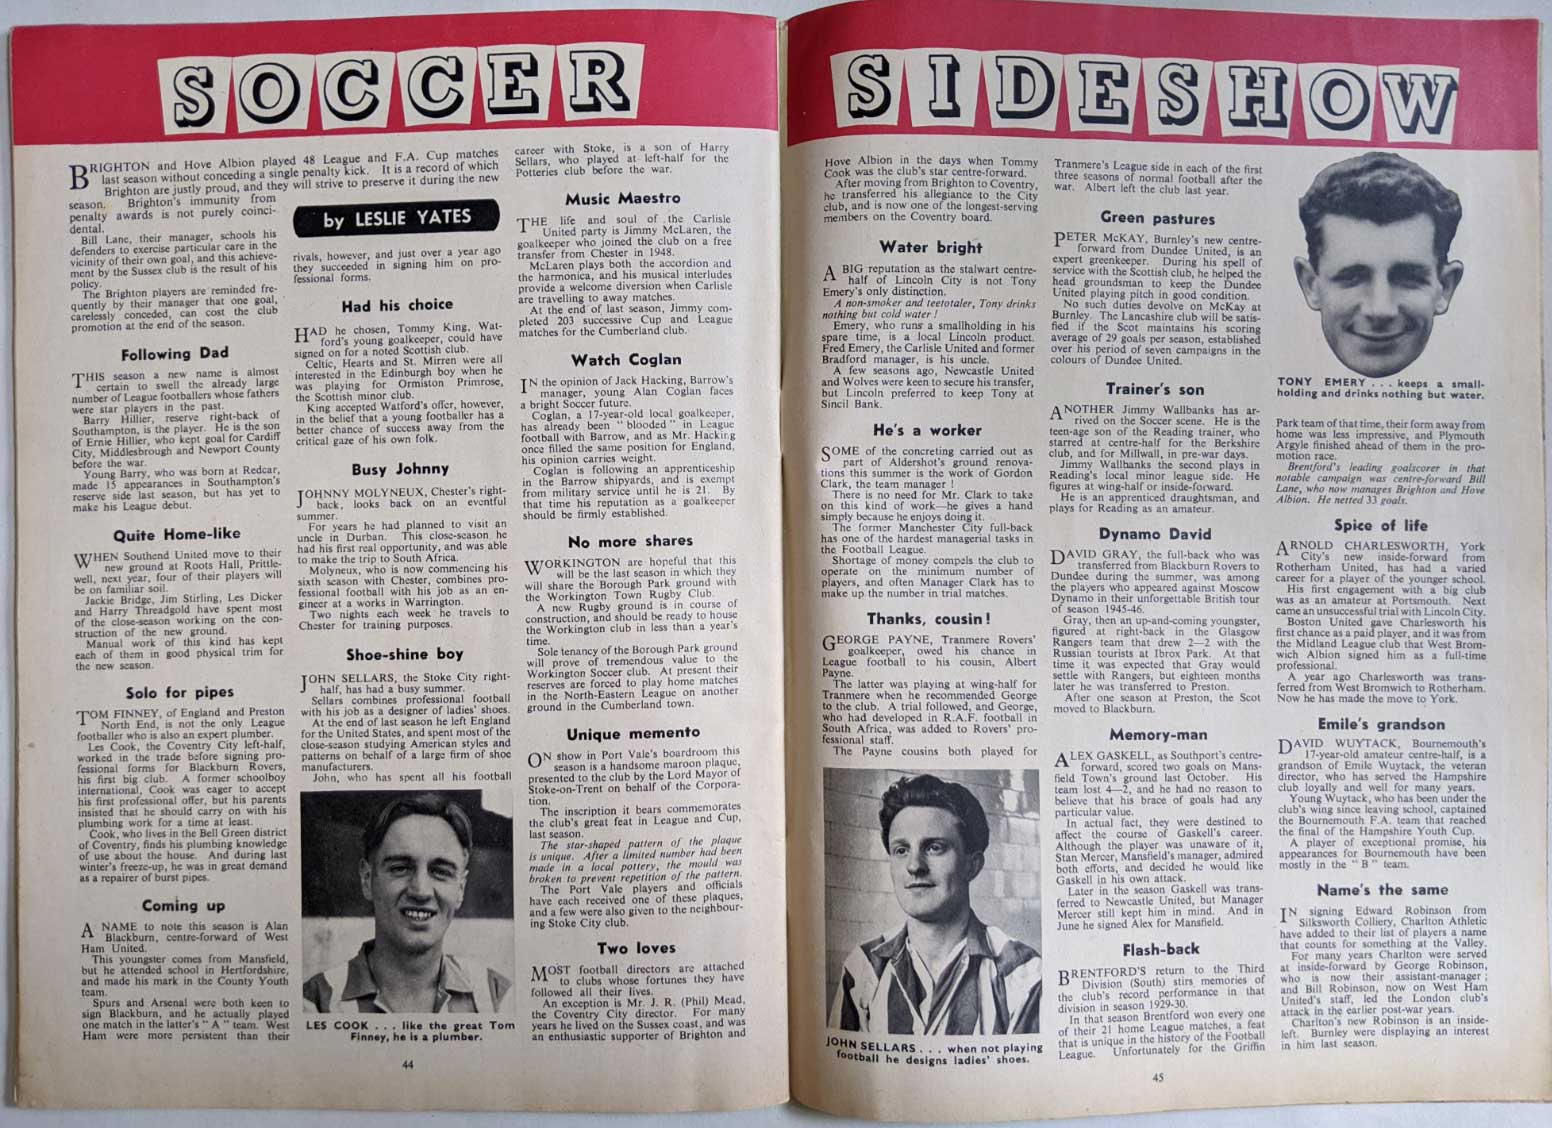 SOCCER
BRIGHTON and Hove Albion played 48 League and F.A. Cup matches
last season without conceding a single penalty kick. It is a record of which
Brighton are justly proud, and they will strive to preserve it during the new
season. Brighton's immunity from
penalty awards is not purely coinci-
dental.
Bill Lane, their manager, schools his
defenders to exercise particular care in the
vicinity of their own goal, and this achieve-
ment by the Sussex club is the result of his
policy.
The Brighton players are reminded fre-
quently by their manager that one goal,
carelessly conceded, can cost the club
promotion at the end of the season.
Following Dad
THIS season a new name is almost
certain to swell the already large
number of League footballers whose fathers
were star players in the past.
Barry Hillier, reserve right-back of
Southampton, is the player. He is the son
of Ernie Hillier, who kept goal for Cardiff
City, Middlesbrough and Newport County
before the war.
Young Barry, who was born at Redcar,
made 15 appearances in Southampton's
reserve side last season, but has yet to
make his League debut.
Quite Home-like
WHEN Southend United move to their
new ground at Roots Hall, Prittle-
well, next year, four of their players will
be on familiar soil.
Jackie Bridge, Jim Stirling, Les Dicker
and Harry Threadgold have spent most
of the close-season working on the con-
struction of the new ground.
Manual work of this kind has kept
each of them in good physical trim for
the new season.
Solo for pipes
TOM FINNEY, of England and Preston
North End, is not the only League
footballer who is also an expert plumber.
Les Cook, the Coventry City left-half,
worked in the trade before signing pro-
fessional forms for Blackburn Rovers,
his first big club. A former schoolboy
international, Cook was eager to accept
his first professional offer, but his parents
insisted that he should carry on with his
plumbing work for a time at least.
Cook, who lives in the Bell Green district
of Coventry, finds his plumbing knowledge
of use about the house. And during last
winter's freeze-up, he was in great demand
as a repairer of burst pipes.
Coming up
A NAME to note this season is Alan
Blackburn, centre-forward of West
Ham United.
This youngster comes from Mansfield,
but he attended school in Hertfordshire,
and made his mark in the County Youth
team.
Spurs and Arsenal were both keen to
sign Blackburn, and he actually played
one match in the latter's "A" team. West
Ham were more persistent than their
by LESLIE YATES
rivals, however, and just over a year ago
they succeeded in signing him on pro-
fessional forms.
Had his choice
HAD he chosen, Tommy King, Wat-
ford's young goalkeeper, could have
signed on for a noted Scottish club.
Celtic, Hearts and St. Mirren were all
interested in the Edinburgh boy when he
was playing for Ormiston Primrose,
the Scottish minor club.
King accepted Watford's offer, however,
in the belief that a young footballer has a
better chance of success away from the
critical gaze of his own folk.
Busy Johnny
JOHNNY MOLYNEUX, Chester's right-
back, looks back on an eventful
summer.
For years he had planned to visit an
uncle in Durban. This close-season he
had his first real opportunity, and was able
to make the trip to South Africa.
Molyneux, who is now commencing his
sixth season with Chester, combines pro-
fessional football with his job as an en-
gineer at a works in Warrington.
Two nights each week he travels to
Chester for training purposes.
Shoe-shine boy
JOHN SELLARS, the Stoke City right-
half, has had a busy summer.
Sellars combines professional football
with his job as a designer of ladies' shoes.
At the end of last season he left England
for the United States, and spent most of the
close-season studying American styles and
patterns on behalf of a large firm of shoe
manufacturers.
John, who has spent all his football
LES COOK . . . like the great Tom
Finney, he is a plumber.
career with Stoke, is a son of Harry
Sellars, who played at left-half for the
Potteries club before the war.
Music Maestro
THE life and soul of the Carlisle
United party is Jimmy McLaren, the
goalkeeper who joined the club on a free
transfer from Chester in 1948.
McLaren plays both the accordion and
the harmonica, and his musical interludes
provide a welcome diversion when Carlisle
are travelling to away matches.
At the end of last season, Jimmy com-
pleted 203 successive Cup and League
matches for the Cumberland club.
Watch Coglan
IN the opinion of Jack Hacking, Barrow's
manager, young Alan Coglan faces
a bright Soccer future.
Coglan, a 17-year-old local goalkeeper,
has already been "blooded" in League
football with Barrow, and as Mr. Hacking
once filled the same position for England,
his opinion carries weight.
Coglan is following an apprenticeship
in the Barrow shipyards, and is exempt
from military service until he is 21. By
that time his reputation as a goalkeeper
should be firmly established.
No more shares
WORKINGTON are hopeful that this
will be the last season in which they
will share the Borough Park ground with
the Workington Town Rugby Club.
A new Rugby ground is in course of
construction, and should be ready to house
the Workington club in less than a year's
time.
Sole tenancy of the Borough Park ground
will prove of tremendous value to the
Workington Soccer club. At present their
reserves are forced to play home matches
in the North-Eastern League on another
ground in the Cumberland town.
Unique memento
ON show in Port Vale's boardroom this
season is a handsome maroon plaque,
presented to the club by the Lord Mayor of
Stoke-on-Trent on behalf of the Corpora-
tion.
The inscription it bears commemorates
the club's great feat in League and Cup,
last season.
The star-shaped pattern of the plaque
is unique. After a limited number had been
made in a local pottery, the mould was
broken to prevent repetition of the pattern.
The Port Vale players and officials
have each received one of these plaques,
and a few were also given to the neighbour-
ing Stoke City club.
Two loves
MOST football directors are attached
to clubs whose fortunes they have
followed all their lives.
An exception is Mr. J. R. (Phil) Mead,
the Coventry City director. For many
years he lived on the Sussex coast, and was
an enthusiastic supporter of Brighton and
44
SIDESHOW
Hove Albion in the days when Tommy
Cook was the club's star centre-forward.
After moving from Brighton to Coventry,
he transferred his allegiance to the City
club, and is now one of the longest-serving
members on the Coventry board.
Water bright
A BIG reputation as the stalwart centre-
half of Lincoln City is not Tony
Emery's only distinction.
A non-smoker and teetotaler, Tony drinks
nothing but cold water !
Emery, who runs a smallholding in his
spare time, is a local Lincoln product.
Fred Emery, the Carlisle United and former
Bradford manager, is his uncle.
A few seasons ago, Newcastle United
and Wolves were keen to secure his transfer,
but Lincoln preferred to keep Tony at
Sincil Bank.
He's a worker
SOME of the concreting carried out as
part of Aldershot's ground renova-
tions this summer is the work of Gordon
Clark, the team manager !
There is no need for Mr. Clark to take
on this kind of work—he gives a hand
simply because he enjoys doing it.
The former Manchester City full-back
has one of the hardest managerial tasks in
the Football League.
Shortage of money compels the club to
operate on the minimum number of
players, and often Manager Clark has to
make up the number in trial matches.
Thanks, cousin!
GEORGE PAYNE, Tranmere Rovers'
goalkeeper, owed his chance in
League football to his cousin, Albert
Payne.
The latter was playing at wing-half for
Tranmere when he recommended George
to the club. A trial followed, and George,
who had developed in R.A.F. football in
South Africa, was added to Rovers' pro-
fessional staff.
The Payne cousins both played for
JOHN SELLARS . . . when not playing
football he designs ladies' shoes.
Tranmere's League side in each of the first
three seasons of normal football after the
war. Albert left the club last year.
Green pastures
PETER McKAY, Burnley's new centre-
forward from Dundee United, is an
expert greenkeeper. During his spell of
service with the Scottish club, he helped the
head groundsman to keep the Dundee
United playing pitch in good condition.
No such duties devolve on McKay at
Burnley. The Lancashire club will be satis-
fied if the Scot maintains his scoring
average of 29 goals per season, established
over his period of seven campaigns in the
colours of Dundee United.
Trainer's son
ANOTHER Jimmy Wallbanks has ar-
rived on the Soccer scene. He is the
teen-age son of the Reading trainer, who
starred at centre-half for the Berkshire
club, and for Millwall, in pre-war days.
Jimmy Wallbanks the second plays in
Reading's local minor league side. He
figures at wing-half or inside-forward.
He is an apprenticed draughtsman, and
plays for Reading as an amateur.
Dynamo David
DAVID GRAY, the full-back who was
transferred from Blackburn Rovers to
Dundee during the summer, was among
the players who appeared against Moscow
Dynamo in their unforgettable British tour
of season 1945-46.
Gray, then an up-and-coming youngster,
figured at right-back in the Glasgow
Rangers team that drew 2—2 with the
Russian tourists at Ibrox Park. At that
time it was expected that Gray would
settle with Rangers, but eighteen months
later he was transferred to Preston.
After one season at Preston, the Scot
moved to Blackburn.
Memory-man
ALEX GASKELL, as Southport's centre-
forward, scored two goals on Mans-
field Town's ground last October. His
team lost 4—2, and he had no reason to
believe that his brace of goals had any
particular value.
In actual fact, they were destined to
affect the course of Gaskell's career.
Although the player was unaware of it,
Stan Mercer, Mansfield's manager, admired
both efforts, and decided he would like
Gaskell in his own attack.
Later in the season Gaskell was trans-
ferred to Newcastle United, but Manager
Mercer still kept him in mind. And in
June he signed Alex for Mansfield.
Flash-back
BRENTFORD'S return to the Third
Division (South) stirs memories of
the club's record performance in that
division in season 1929-30.
In that season Brentford won every one
of their 21 home League matches, a feat
that is unique in the history of the Football
League. Unfortunately for the Griffin
TONY EMERY . . . keeps a small-
holding and drinks nothing but water.
Park team of that time, their form away from
home was less impressive, and Plymouth
Argyle finished ahead of them in the pro-
motion race.
Brentford's leading goalscorer in that
notable campaign was centre-forward Bill
Lane, who now manages Brighton and Hove
Albion. He netted 33 goals.
Spice of life
ARNOLD CHARLESWORTH, York
City's new inside-forward from
Rotherham United, has had a varied
career for a player of the younger school.
His first engagement with a big club
was as an amateur at Portsmouth. Next
came an unsuccessful trial with Lincoln City.
Boston United gave Charlesworth his
first chance as a paid player, and it was from
the Midland League club that West Brom-
wich Albion signed him as a full-time
professional.
A year ago Charlesworth was trans-
ferred from West Bromwich to Rotherham.
Now he has made the move to York.
Emile's grandson
DAVID WUYTACK, Bournemouth's
17-year-old amateur centre-half, is a
grandson of Emile Wuytack, the veteran
director, who has served the Hampshire
club loyally and well for many years.
Young Wuytack, who has been under the
club's wing since leaving school, captained
the Bournemouth F.A. team that reached
the final of the Hampshire Youth Cup.
A player of exceptional promise, his
appearances for Bournemouth have been
mostly in the "B" team.
Name's the same
IN signing Edward Robinson from
Silksworth Colliery, Charlton Athletic
have added to their list of players a name
that counts for something at the Valley.
For many years Charlton were served
at inside-forward by George Robinson,
who is now their assistant-manager;
and Bill Robinson, now on West Ham
United's staff, led the London club's
attack in the earlier post-war years.
Charlton's new Robinson is an inside-
left. Burnley were displaying an interest
in him last season.
45